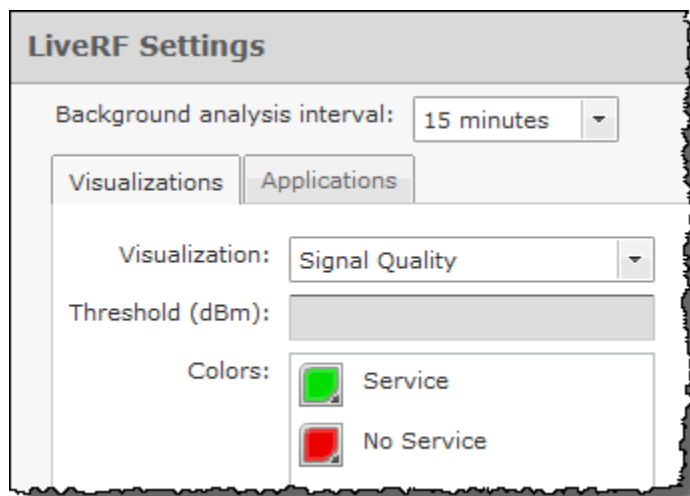 LiveRF Settings
Background analysis interval: 15 minutes
Visualizations Applications
Visualization: Signal Quality
Threshold (dBm):
Colors: Service
No Service